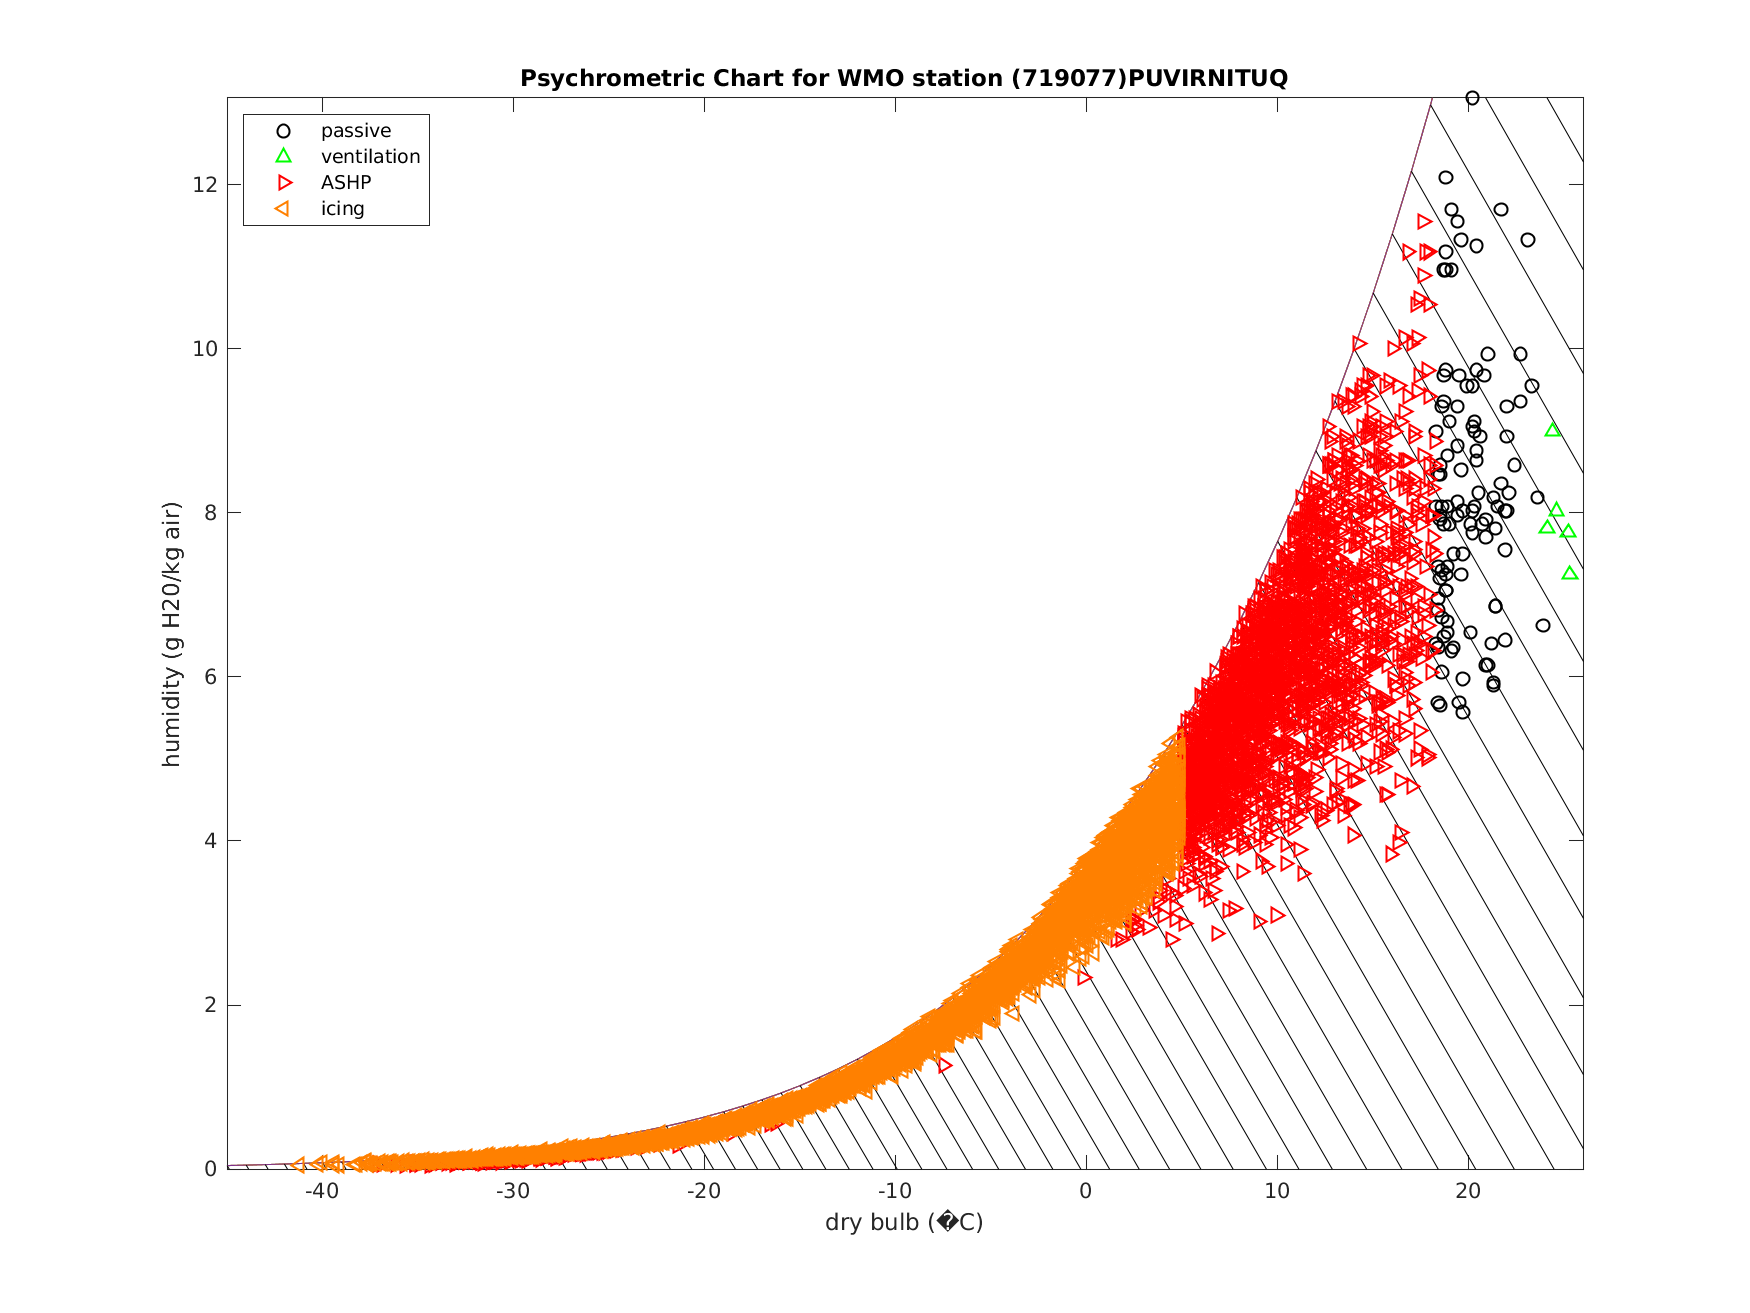 Psychrometric Chart for WMO station (719077)PUVIRNITUQ
passive
ventilation
ASHP
icing
humidity (g H20/kg air)
12
10
8
6
4
2
0
-40 -30 -20 -10 0 10 20
dry bulb (�C)